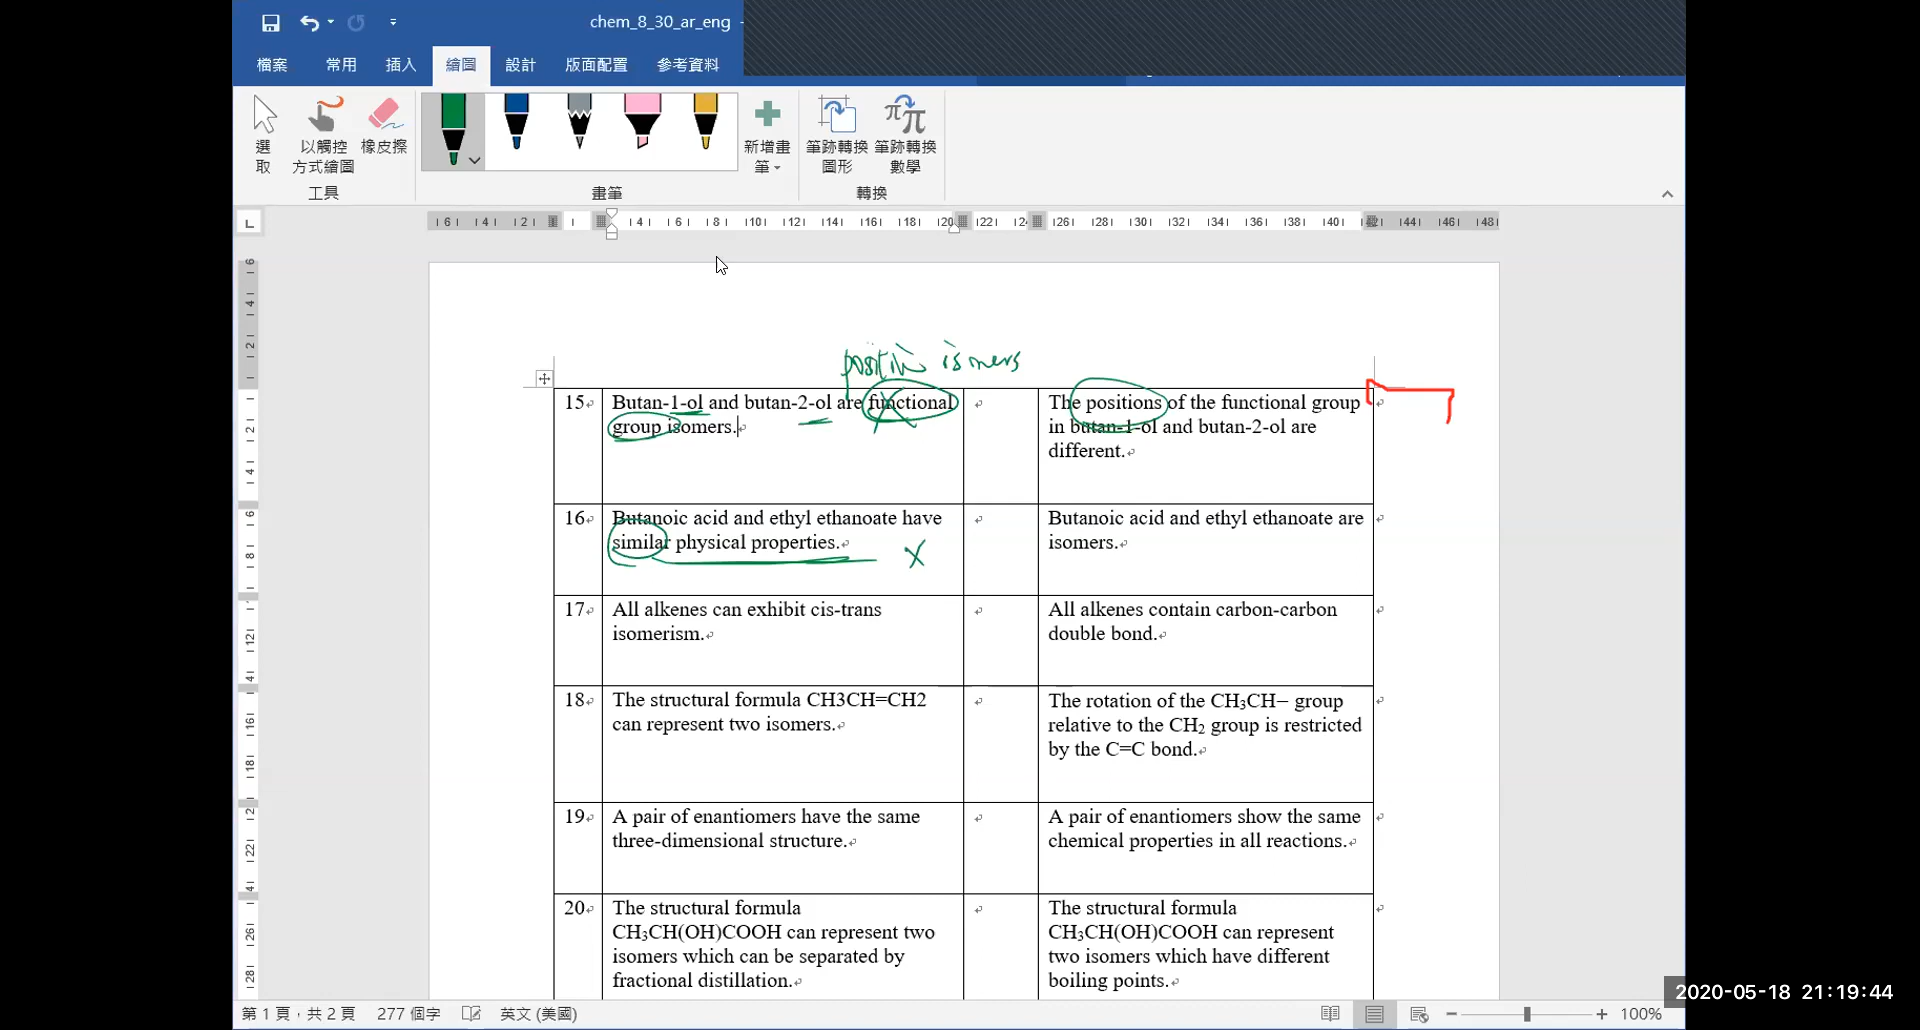 chem_8_30_ar_eng -
檔案 常用 插入 繪圖 設計 版面配置 參考資料
選取 以觸控方式繪圖 橡皮擦 新增畫筆 筆跡轉換圖形 筆跡轉換數學
工具 畫筆 轉換
positin isomers
15 Butan-1-ol and butan-2-ol are functional The positions of the functional group
group isomers. in butan-1-ol and butan-2-ol are
different.
16 Butanoic acid and ethyl ethanoate have Butanoic acid and ethyl ethanoate are
similar physical properties. X isomers.
17 All alkenes can exhibit cis-trans All alkenes contain carbon-carbon
isomerism. double bond.
18 The structural formula CH3CH=CH2 The rotation of the CH₃CH− group
can represent two isomers. relative to the CH₂ group is restricted
by the C=C bond.
19 A pair of enantiomers have the same A pair of enantiomers show the same
three-dimensional structure. chemical properties in all reactions.
20 The structural formula The structural formula
CH₃CH(OH)COOH can represent two CH₃CH(OH)COOH can represent
isomers which can be separated by two isomers which have different
fractional distillation. boiling points.
第 1 頁，共 2 頁 277 個字 英文 (美國) 100%
2020-05-18 21:19:44